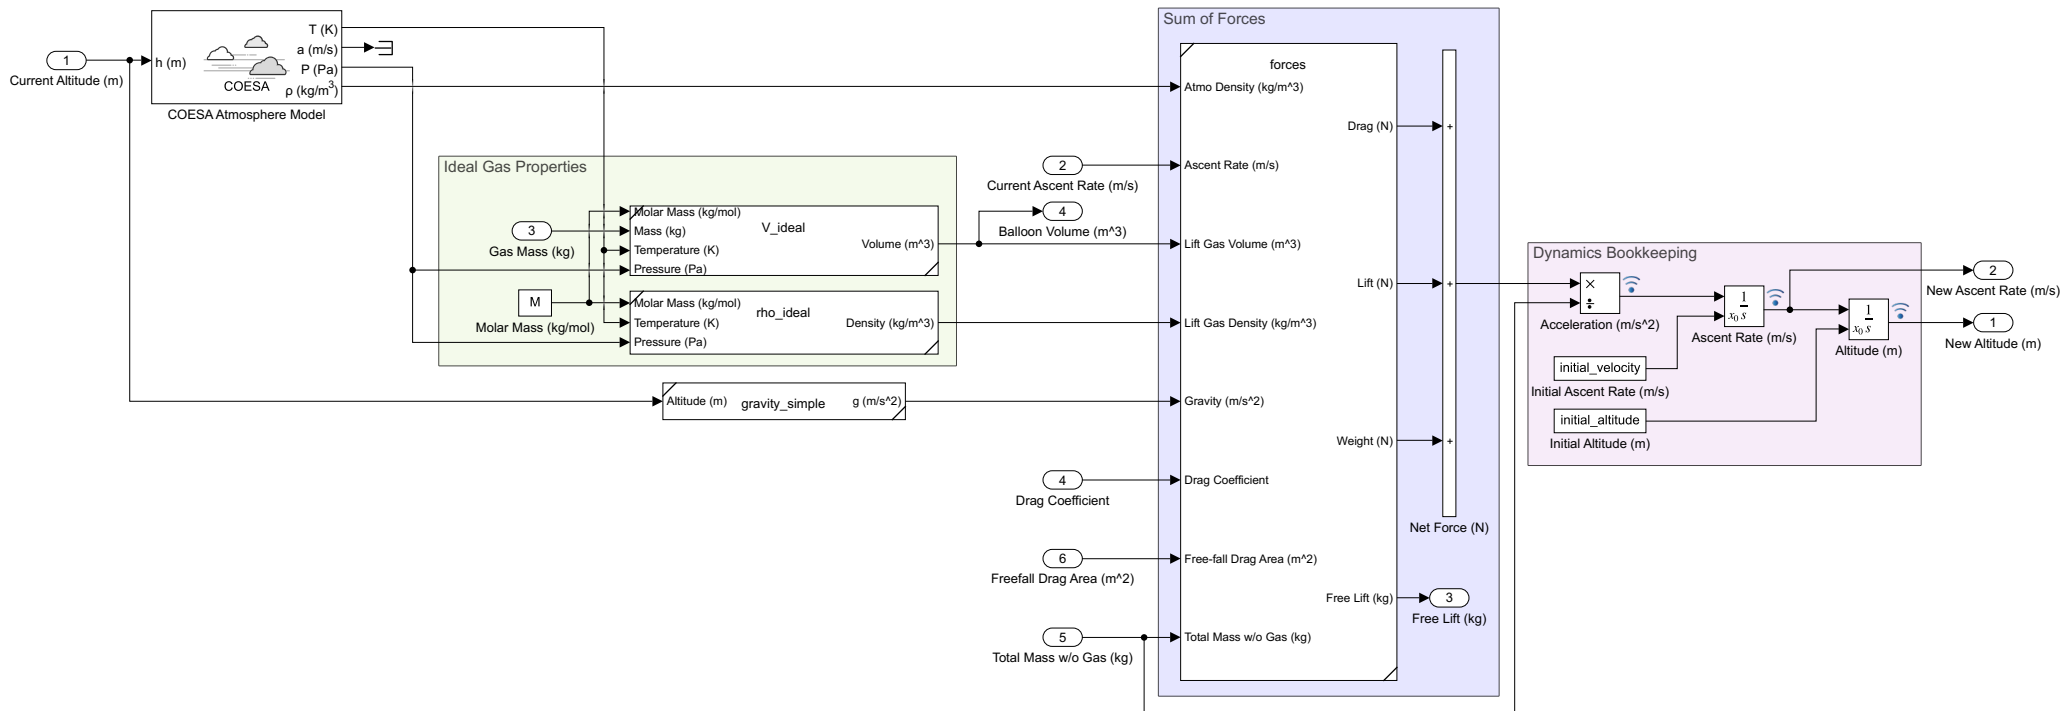 1
Current Altitude (m)
h (m)
COESA
T (K)
a (m/s)
P (Pa)
ρ (kg/m³)
COESA Atmosphere Model
Ideal Gas Properties
3
Gas Mass (kg)
M
Molar Mass (kg/mol)
Molar Mass (kg/mol)
Mass (kg)
Temperature (K)
Pressure (Pa)
V_ideal
Volume (m^3)
Molar Mass (kg/mol)
Temperature (K)
Pressure (Pa)
rho_ideal
Density (kg/m^3)
Altitude (m)
gravity_simple
g (m/s^2)
2
Current Ascent Rate (m/s)
4
Balloon Volume (m^3)
4
Drag Coefficient
6
Freefall Drag Area (m^2)
5
Total Mass w/o Gas (kg)
Sum of Forces
forces
Atmo Density (kg/m^3)
Ascent Rate (m/s)
Lift Gas Volume (m^3)
Lift Gas Density (kg/m^3)
Gravity (m/s^2)
Drag Coefficient
Free-fall Drag Area (m^2)
Total Mass w/o Gas (kg)
Drag (N)
Lift (N)
Weight (N)
Free Lift (kg)
+
+
+
Net Force (N)
3
Free Lift (kg)
Dynamics Bookkeeping
×
÷
Acceleration (m/s^2)
1
x₀ s
Ascent Rate (m/s)
1
x₀ s
Altitude (m)
initial_velocity
Initial Ascent Rate (m/s)
initial_altitude
Initial Altitude (m)
2
New Ascent Rate (m/s)
1
New Altitude (m)